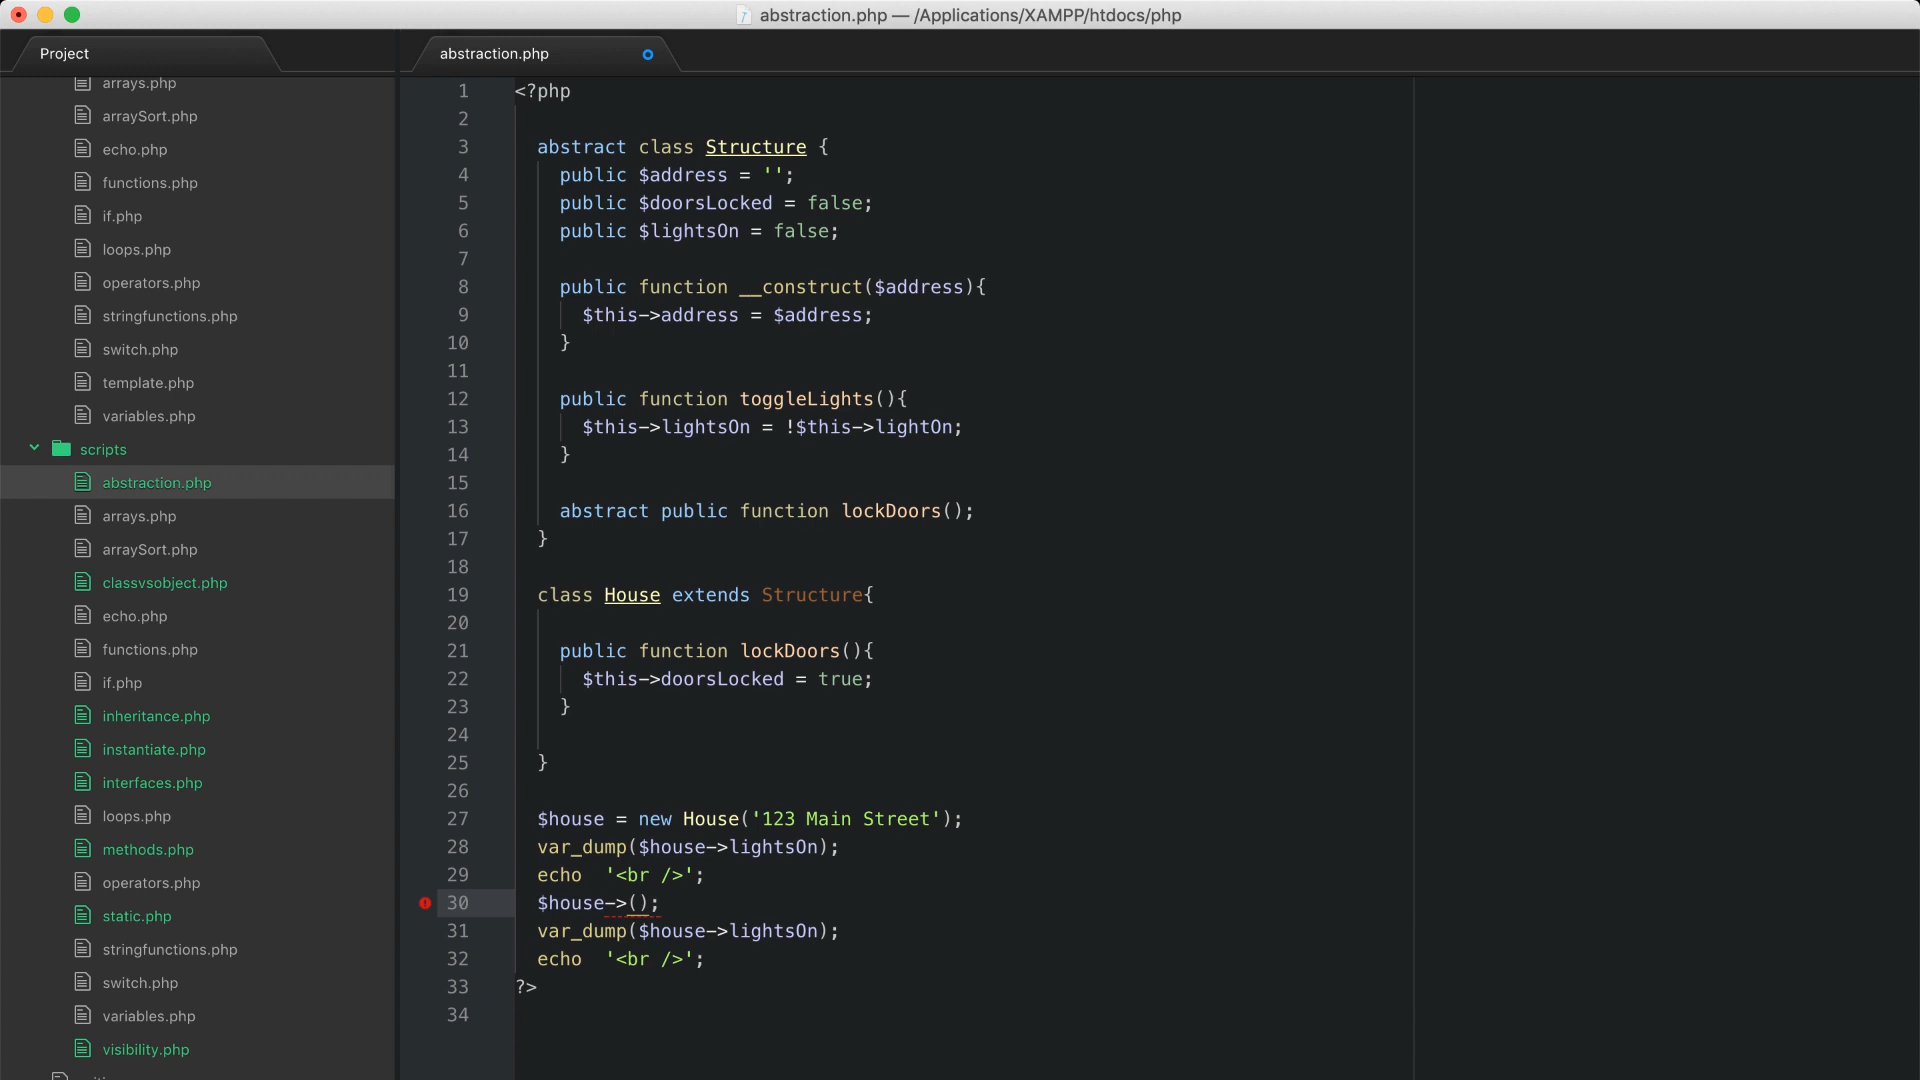 abstraction.php — /Applications/XAMPP/htdocs/php
Project
arrays.php
arraySort.php
echo.php
functions.php
if.php
loops.php
operators.php
stringfunctions.php
switch.php
template.php
variables.php
scripts
abstraction.php
arrays.php
arraySort.php
classvsobject.php
echo.php
functions.php
if.php
inheritance.php
instantiate.php
interfaces.php
loops.php
methods.php
operators.php
static.php
stringfunctions.php
switch.php
variables.php
visibility.php
abstraction.php
1 <?php
2
3 abstract class Structure {
4 public $address = '';
5 public $doorsLocked = false;
6 public $lightsOn = false;
7
8 public function __construct($address){
9 $this->address = $address;
10 }
11
12 public function toggleLights(){
13 $this->lightsOn = !$this->lightOn;
14 }
15
16 abstract public function lockDoors();
17 }
18
19 class House extends Structure{
20
21 public function lockDoors(){
22 $this->doorsLocked = true;
23 }
24
25 }
26
27 $house = new House('123 Main Street');
28 var_dump($house->lightsOn);
29 echo  '<br />';
30 $house->();
31 var_dump($house->lightsOn);
32 echo  '<br />';
33 ?>
34